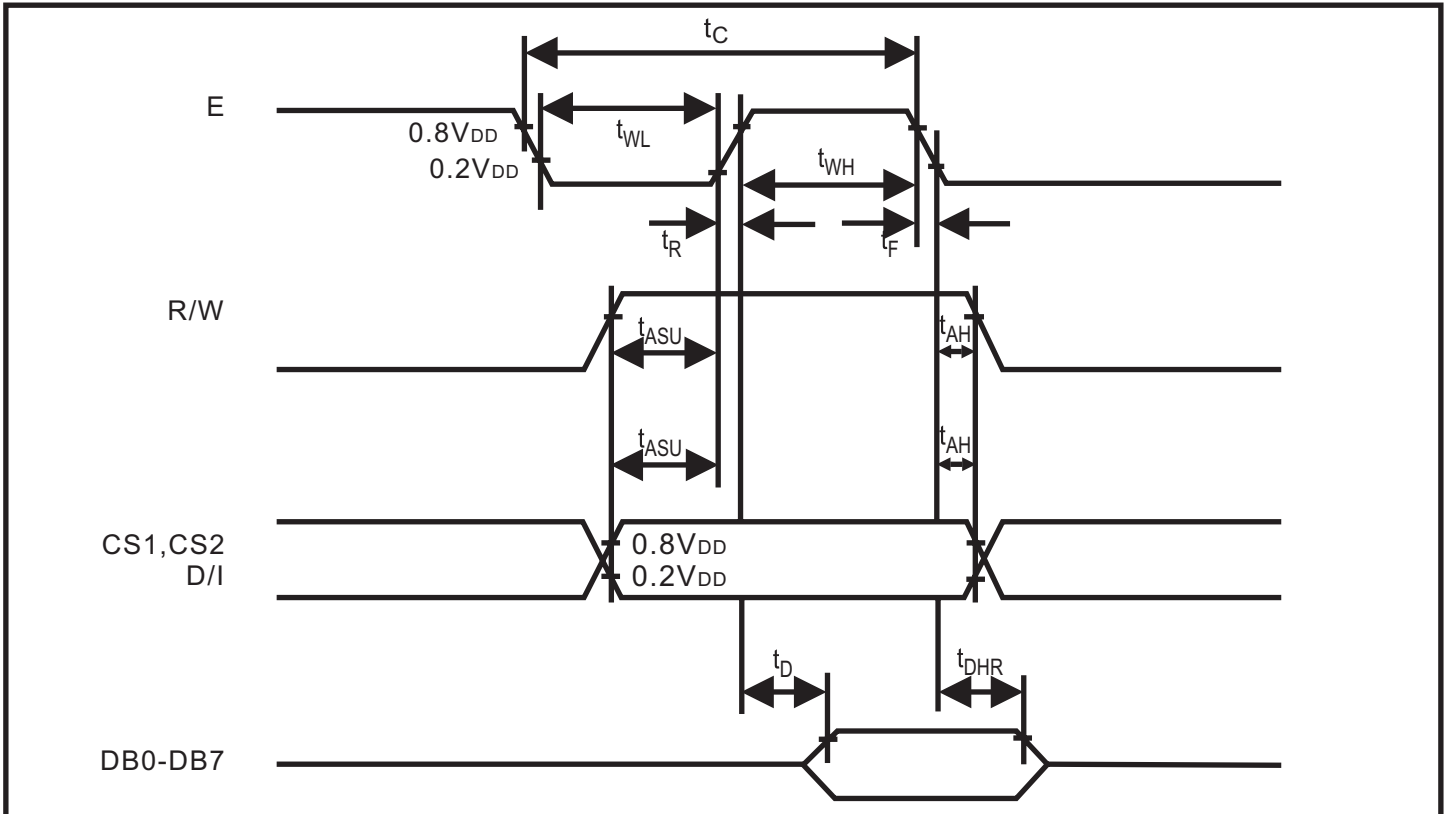 tC
E
0.8VDD
tWL
0.2VDD
tWH
tR
tF
R/W
tASU
tAH
tASU
tAH
CS1,CS2
0.8VDD
D/I
0.2VDD
tD
tDHR
DB0-DB7